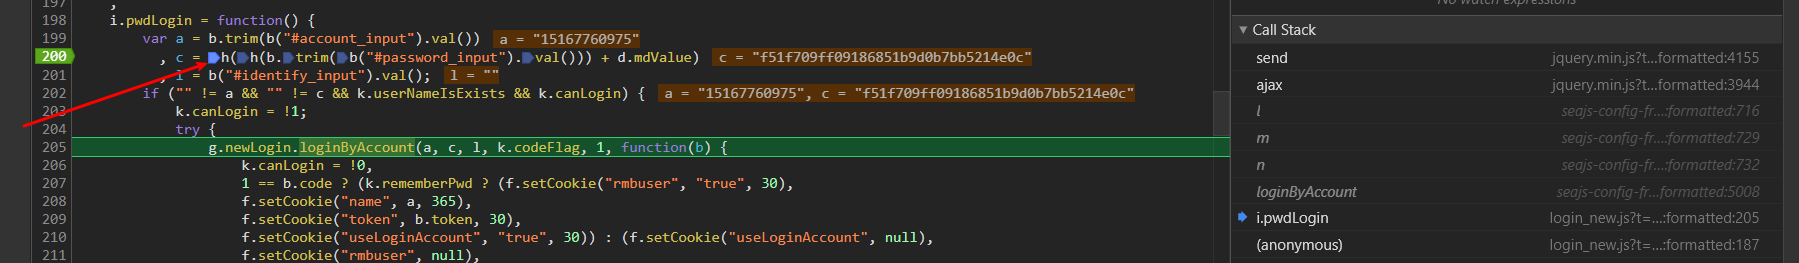 197 ,
No watch expressions
198 i.pwdLogin = function() {
199 var a = b.trim(b("#account_input").val()) a = "15167760975"
200 , c = h(h(b.trim(b("#password_input").val())) + d.mdValue) c = "f51f709ff09186851b9d0b7bb5214e0c"
201 , l = b("#identify_input").val(); l = ""
202 if ("" != a && "" != c && k.userNameIsExists && k.canLogin) { a = "15167760975", c = "f51f709ff09186851b9d0b7bb5214e0c"
203 k.canLogin = !1;
204 try {
205 g.newLogin.loginByAccount(a, c, l, k.codeFlag, 1, function(b) {
206 k.canLogin = !0,
207 1 == b.code ? (k.rememberPwd ? (f.setCookie("rmbuser", "true", 30),
208 f.setCookie("name", a, 365),
209 f.setCookie("token", b.token, 30),
210 f.setCookie("useLoginAccount", "true", 30)) : (f.setCookie("useLoginAccount", null),
211 f.setCookie("rmbuser", null),
Call Stack
send jquery.min.js?t...formatted:4155
ajax jquery.min.js?t...formatted:3944
l seajs-config-fr...formatted:716
m seajs-config-fr...formatted:729
n seajs-config-fr...formatted:732
loginByAccount seajs-config-fr...formatted:5008
i.pwdLogin login_new.js?t=...:formatted:205
(anonymous) login_new.js?t=...:formatted:187